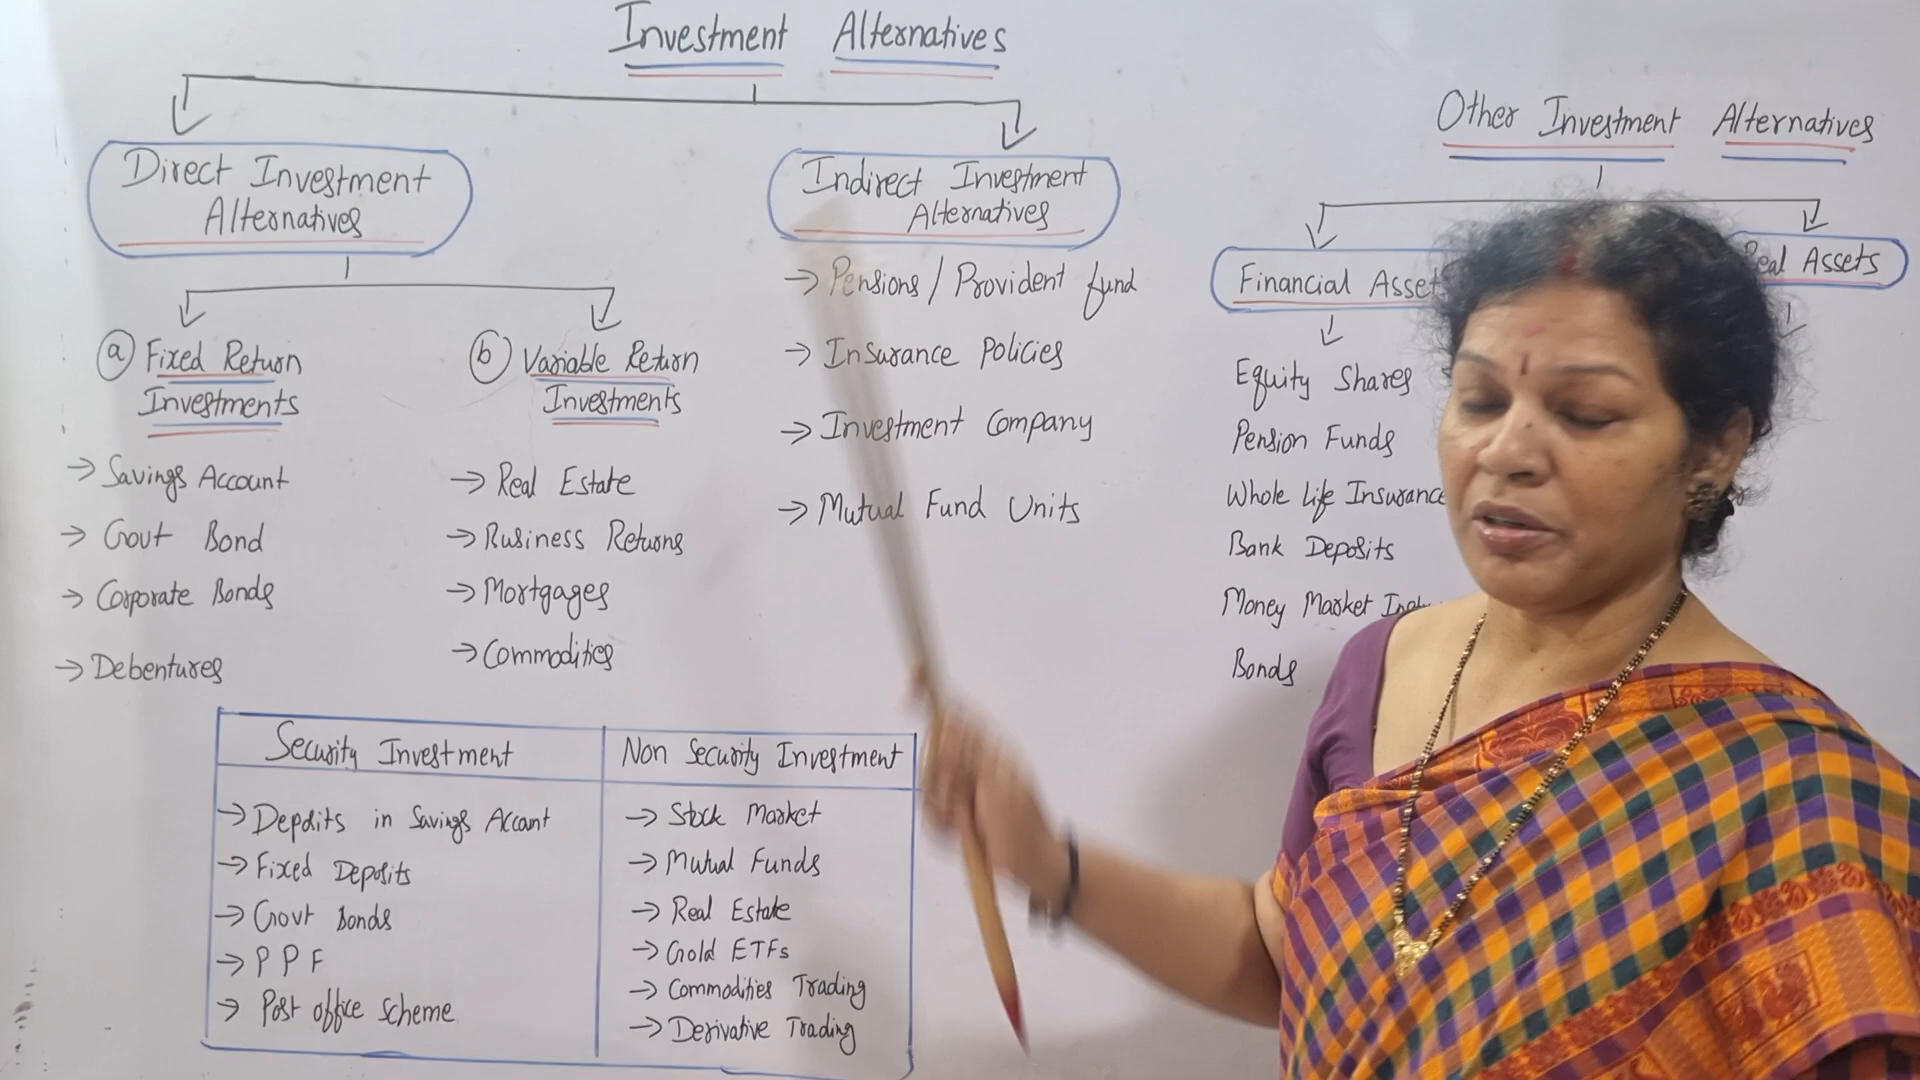 Investment Alternatives
Direct Investment
Alternatives
(a) Fixed Return
Investments
→ Savings Account
→ Govt Bond
→ Corporate Bonds
→ Debentures
(b) Variable Return
Investments
→ Real Estate
→ Business Returns
→ Mortgages
→ Commodities
Indirect Investment
Alternatives
→ Pensions / Provident fund
→ Insurance Policies
→ Investment Company
→ Mutual Fund Units
Security Investment
→ Deposits in Savings Account
→ Fixed Deposits
→ Govt Bonds
→ P P F
→ Post office scheme
Non Security Investment
→ Stock Market
→ Mutual Funds
→ Real Estate
→ Gold ETFs
→ Commodities Trading
→ Derivative Trading
Other Investment Alternatives
Financial Asset
Equity Shares
Pension Funds
Whole Life Insurance
Bank Deposits
Money Market
Bonds
Real Assets